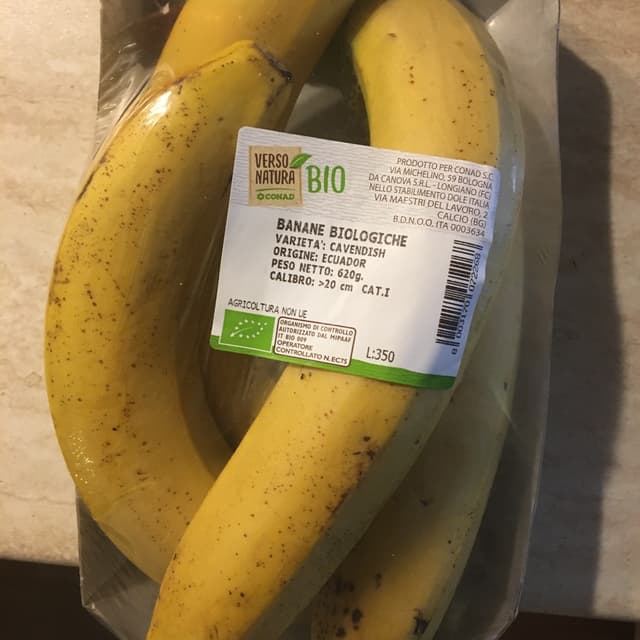 VERSO
NATURA
CONAD
BIO
PRODOTTO PER CONAD S.C.
VIA MICHELINO, 59 BOLOGNA
DA CANOVA S.R.L. - LONGIANO (FC)
NELLO STABILIMENTO DOLE ITALIA
VIA MAESTRI DEL LAVORO, 2
CALCIO (BG)
B.D.N.O.O. ITA 0003634
BANANE BIOLOGICHE
VARIETA': CAVENDISH
ORIGINE: ECUADOR
PESO NETTO: 620g.
CALIBRO: >20 cm CAT.I
AGRICOLTURA NON UE
ORGANISMO DI CONTROLLO
AUTORIZZATO DAL MIPAAF
IT BIO 009
OPERATORE
CONTROLLATO N.EC75
L:350